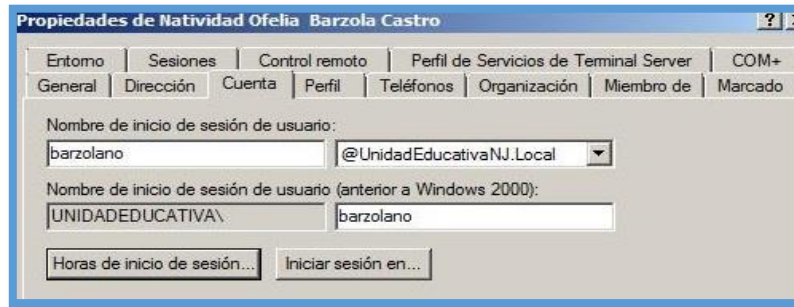 Propiedades de Natividad Ofelia Barzola Castro
Entorno Sesiones Control remoto Perfil de Servicios de Terminal Server COM+
General Dirección Cuenta Perfil Teléfonos Organización Miembro de Marcado
Nombre de inicio de sesión de usuario:
barzolano @UnidadEducativaNJ.Local
Nombre de inicio de sesión de usuario (anterior a Windows 2000):
UNIDADEDUCATIVA\ barzolano
Horas de inicio de sesión... Iniciar sesión en...